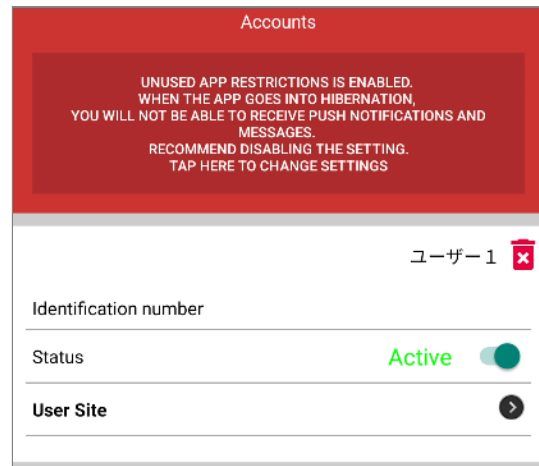 Accounts
UNUSED APP RESTRICTIONS IS ENABLED.
WHEN THE APP GOES INTO HIBERNATION,
YOU WILL NOT BE ABLE TO RECEIVE PUSH NOTIFICATIONS AND
MESSAGES.
RECOMMEND DISABLING THE SETTING.
TAP HERE TO CHANGE SETTINGS
ユーザー1
Identification number
Status Active
User Site